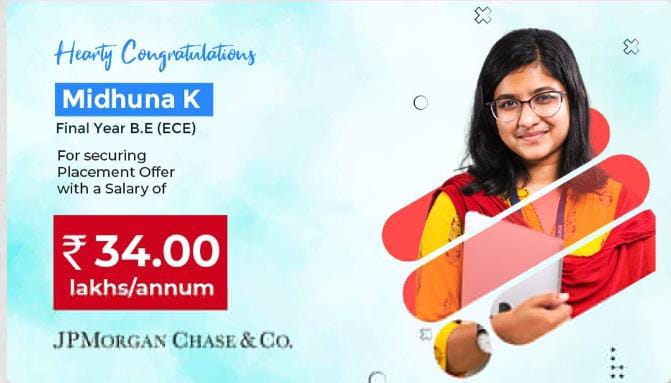 Hearty Congratulations
Midhuna K
Final Year B.E (ECE)
For securing
Placement Offer
with a Salary of
₹ 34.00
lakhs/annum
JPMORGAN CHASE & CO.